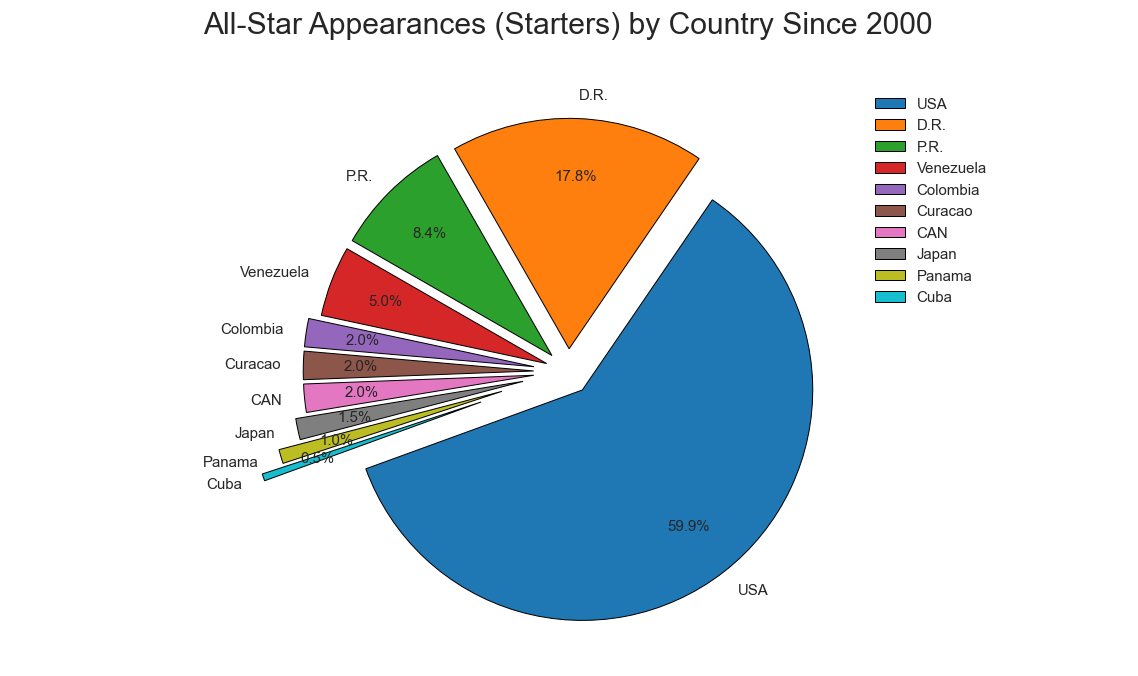 All-Star Appearances (Starters) by Country Since 2000
D.R.
17.8%
P.R.
8.4%
Venezuela
5.0%
Colombia
2.0%
Curacao
2.0%
CAN
2.0%
Japan
1.5%
Panama
1.0%
Cuba
0.5%
59.9%
USA
USA
D.R.
P.R.
Venezuela
Colombia
Curacao
CAN
Japan
Panama
Cuba